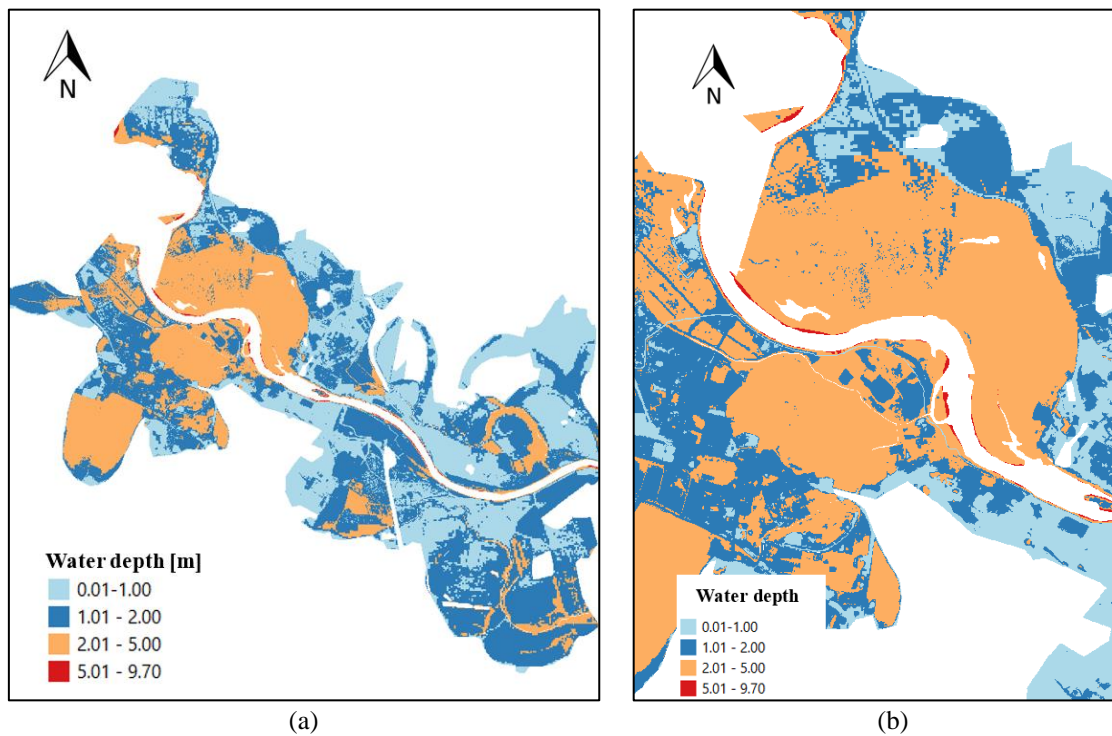 N
Water depth [m]
0.01-1.00
1.01 - 2.00
2.01 - 5.00
5.01 - 9.70
(a)
N
Water depth
0.01-1.00
1.01 - 2.00
2.01 - 5.00
5.01 - 9.70
(b)